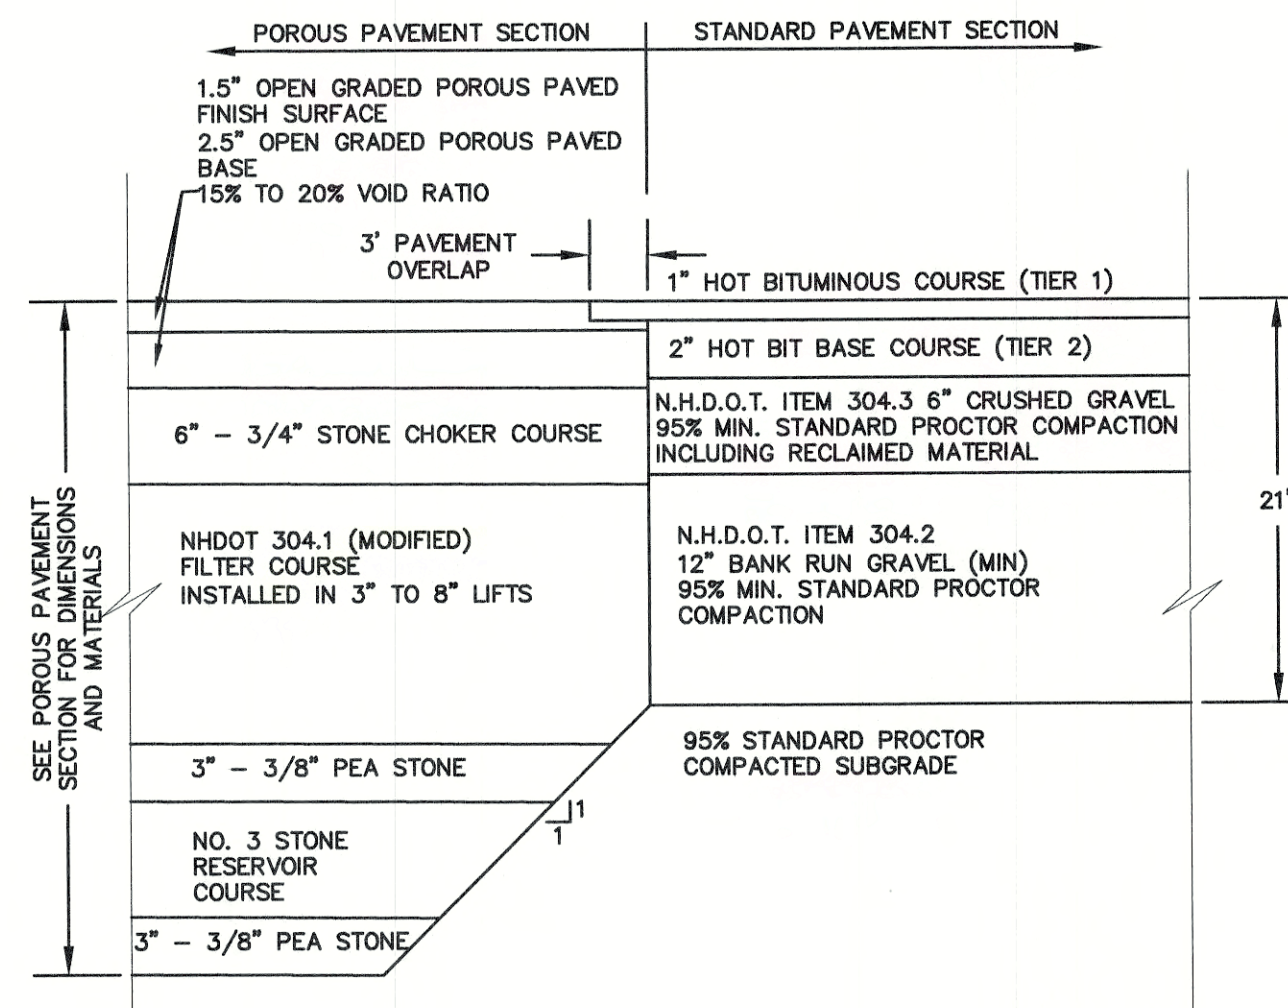 POROUS PAVEMENT SECTION
STANDARD PAVEMENT SECTION
1.5" OPEN GRADED POROUS PAVED
FINISH SURFACE
2.5" OPEN GRADED POROUS PAVED
BASE
15% TO 20% VOID RATIO
3' PAVEMENT
OVERLAP
1" HOT BITUMINOUS COURSE (TIER 1)
2" HOT BIT BASE COURSE (TIER 2)
6" – 3/4" STONE CHOKER COURSE
N.H.D.O.T. ITEM 304.3 6" CRUSHED GRAVEL
95% MIN. STANDARD PROCTOR COMPACTION
INCLUDING RECLAIMED MATERIAL
SEE POROUS PAVEMENT
SECTION FOR DIMENSIONS
AND MATERIALS
NHDOT 304.1 (MODIFIED)
FILTER COURSE
INSTALLED IN 3" TO 8" LIFTS
N.H.D.O.T. ITEM 304.2
12" BANK RUN GRAVEL (MIN)
95% MIN. STANDARD PROCTOR
COMPACTION
21"
3" – 3/8" PEA STONE
95% STANDARD PROCTOR
COMPACTED SUBGRADE
1
1
NO. 3 STONE
RESERVOIR
COURSE
3" – 3/8" PEA STONE